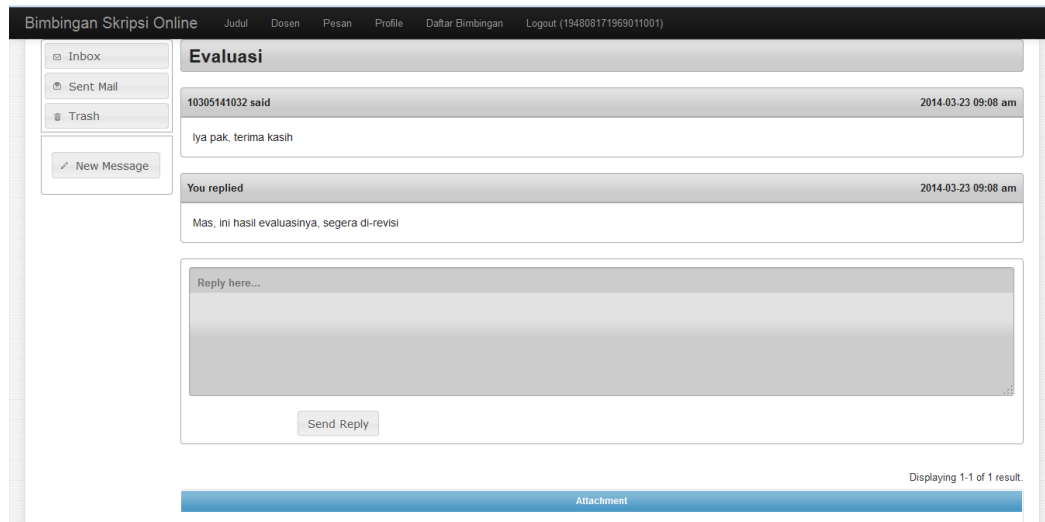 Bimbingan Skripsi Online Judul Dosen Pesan Profile Daftar Bimbingan Logout (194808171969011001)
Inbox
Sent Mail
Trash
New Message
Evaluasi
10305141032 said 2014-03-23 09:08 am
Iya pak, terima kasih
You replied 2014-03-23 09:08 am
Mas, ini hasil evaluasinya, segera di-revisi
Reply here...
Send Reply
Displaying 1-1 of 1 result.
Attachment